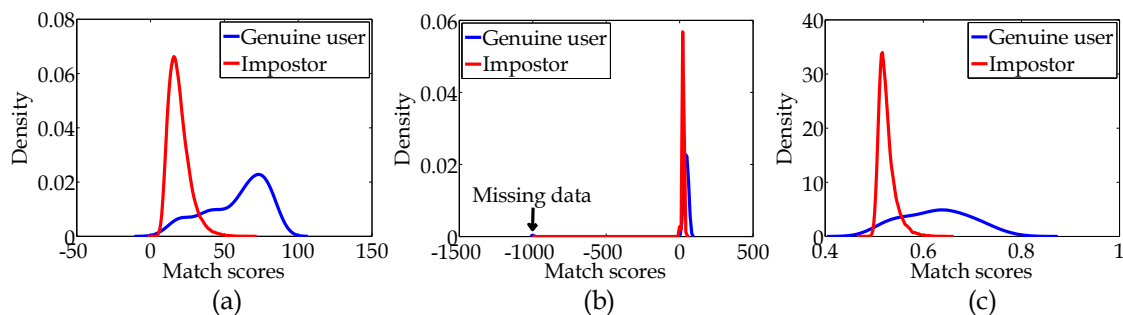 0.08
0.06
0.04
0.02
0
-50
0
50
100
150
Density
Match scores
Genuine user
Impostor
(a)
0.06
0.04
0.02
0
-1500
-1000
-500
0
500
Density
Match scores
Genuine user
Impostor
Missing data
(b)
40
30
20
10
0
0.4
0.6
0.8
1
Density
Match scores
Genuine user
Impostor
(c)